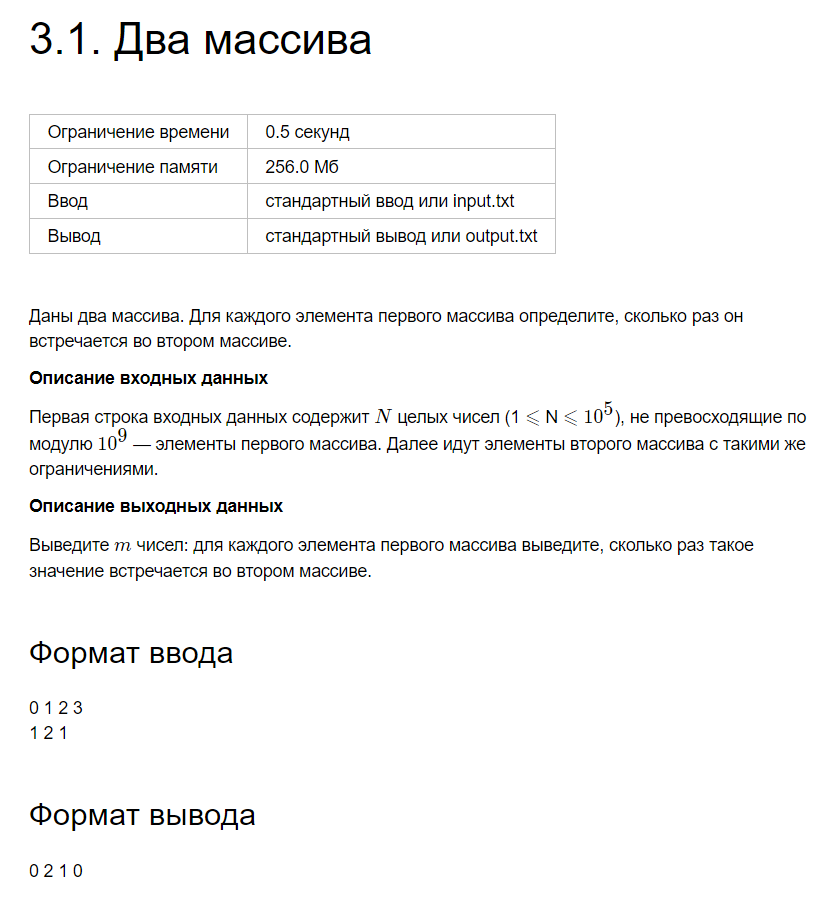 3.1. Два массива
Ограничение времени 0.5 секунд
Ограничение памяти 256.0 Мб
Ввод стандартный ввод или input.txt
Вывод стандартный вывод или output.txt
Даны два массива. Для каждого элемента первого массива определите, сколько раз он
встречается во втором массиве.
Описание входных данных
Первая строка входных данных содержит N целых чисел (1 ⩽ N ⩽ 10^5), не превосходящие по
модулю 10^9 — элементы первого массива. Далее идут элементы второго массива с такими же
ограничениями.
Описание выходных данных
Выведите m чисел: для каждого элемента первого массива выведите, сколько раз такое
значение встречается во втором массиве.
Формат ввода
0 1 2 3
1 2 1
Формат вывода
0 2 1 0